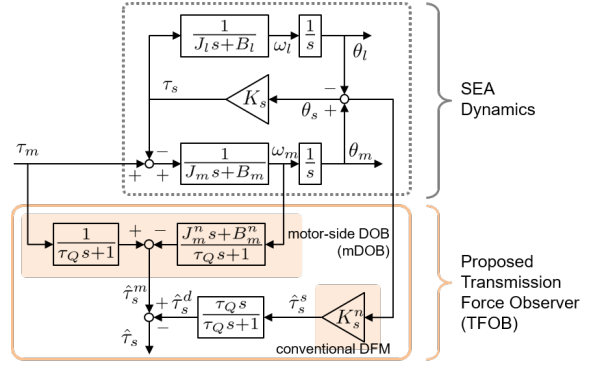 1 / (J_l s+B_l)
ω_l
1/s
θ_l
τ_s
K_s
−
θ_s +
SEA
Dynamics
τ_m
−
+ +
1 / (J_m s+B_m)
ω_m
1/s
θ_m
1 / (τ_Q s+1)
+ −
(J_m^n s+B_m^n) / (τ_Q s+1)
motor-side DOB
(mDOB)
τ̂_s^m
+ τ̂_s^d
−
τ_Q s / (τ_Q s+1)
τ̂_s^s
K_s^n
τ̂_s
conventional DFM
Proposed
Transmission
Force Observer
(TFOB)